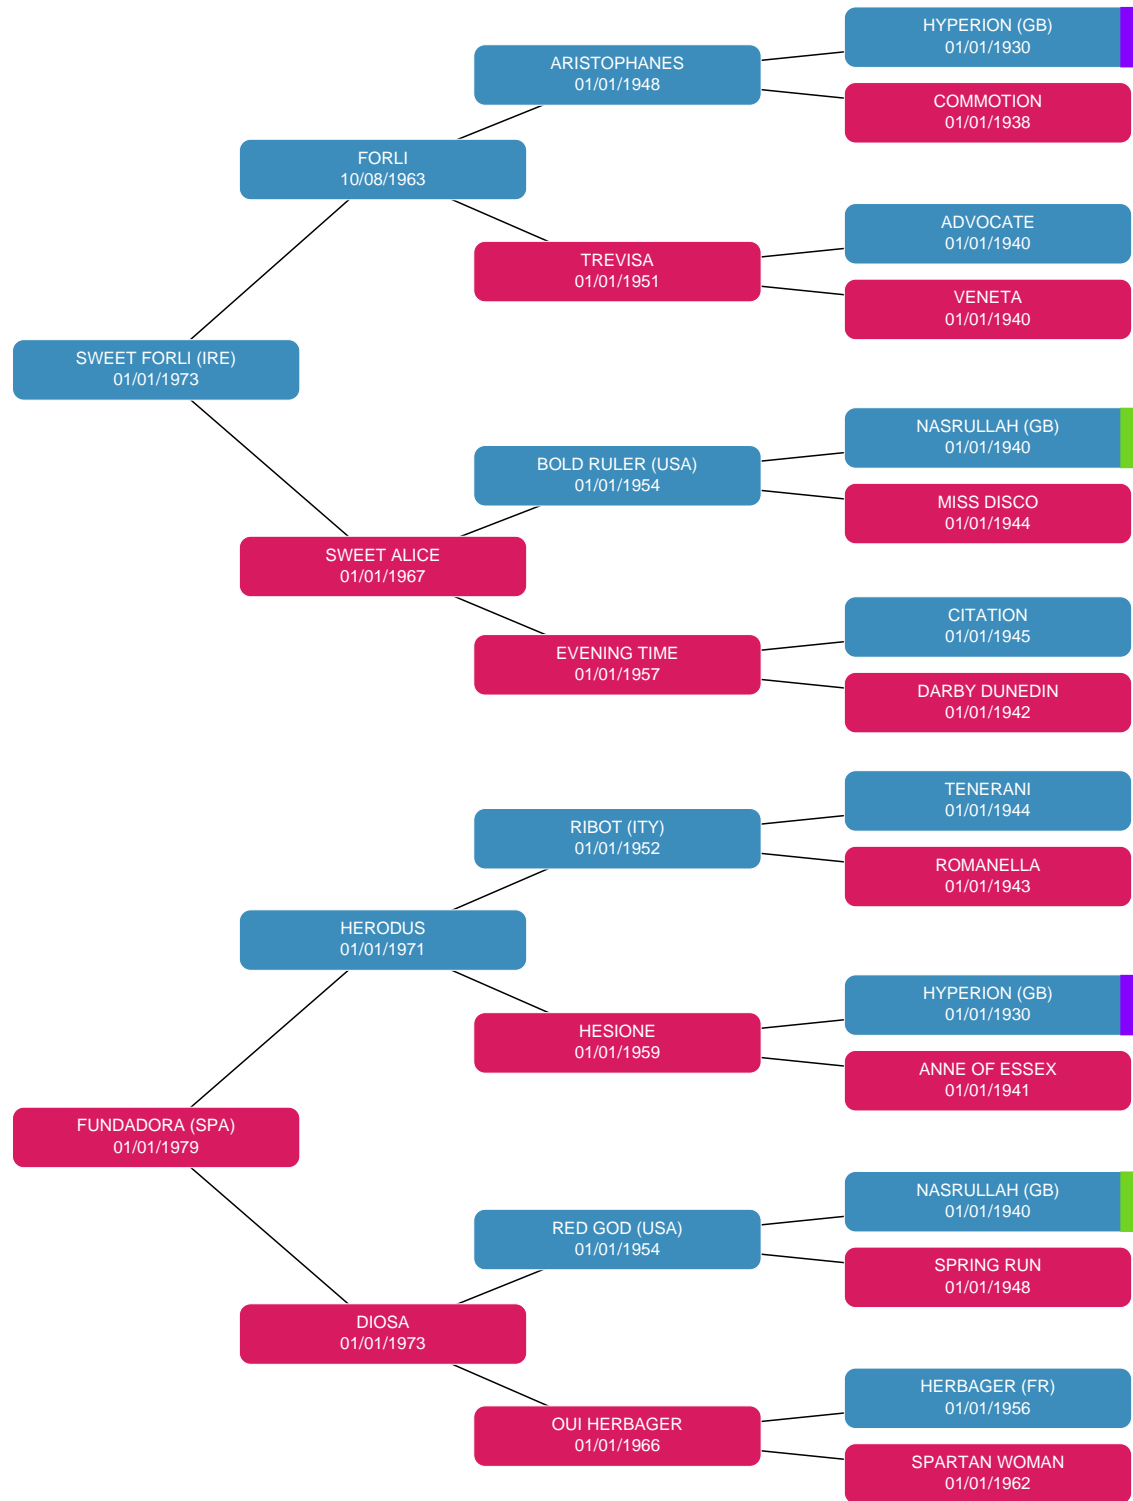 HYPERION (GB)
01/01/1930
ARISTOPHANES
01/01/1948
COMMOTION
01/01/1938
FORLI
10/08/1963
ADVOCATE
01/01/1940
TREVISA
01/01/1951
VENETA
01/01/1940
SWEET FORLI (IRE)
01/01/1973
NASRULLAH (GB)
01/01/1940
BOLD RULER (USA)
01/01/1954
MISS DISCO
01/01/1944
SWEET ALICE
01/01/1967
CITATION
01/01/1945
EVENING TIME
01/01/1957
DARBY DUNEDIN
01/01/1942
TENERANI
01/01/1944
RIBOT (ITY)
01/01/1952
ROMANELLA
01/01/1943
HERODUS
01/01/1971
HYPERION (GB)
01/01/1930
HESIONE
01/01/1959
ANNE OF ESSEX
01/01/1941
FUNDADORA (SPA)
01/01/1979
NASRULLAH (GB)
01/01/1940
RED GOD (USA)
01/01/1954
SPRING RUN
01/01/1948
DIOSA
01/01/1973
HERBAGER (FR)
01/01/1956
OUI HERBAGER
01/01/1966
SPARTAN WOMAN
01/01/1962